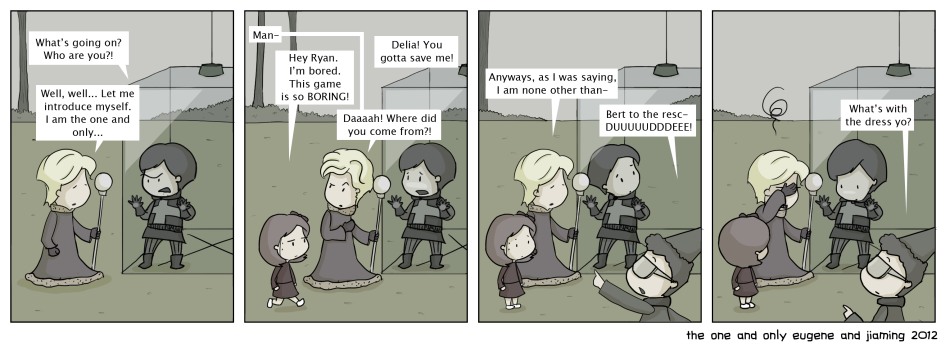 What's going on?
Who are you?!
Well, well... Let me
introduce myself.
I am the one and
only...
Man-
Hey Ryan.
I'm bored.
This game
is so BORING!
Delia! You
gotta save me!
Daaaah! Where did
you come from?!
Anyways, as I was saying,
I am none other than-
Bert to the resc-
DUUUUUDDDEEE!
What's with
the dress yo?
the one and only eugene and jiaming 2012